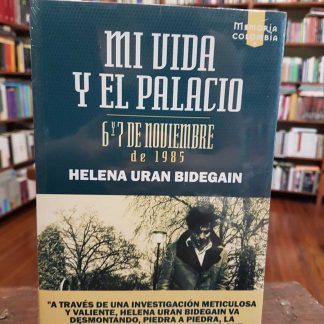 MEMORIA
COLOMBIA
MI VIDA
Y EL PALACIO
6 Y 7 DE NOVIEMBRE
de 1985
HELENA URAN BIDEGAIN
"A TRAVÉS DE UNA INVESTIGACIÓN METICULOSA
Y VALIENTE, HELENA URAN BIDEGAIN VA
DESMONTANDO, PIEDRA A PIEDRA, LA